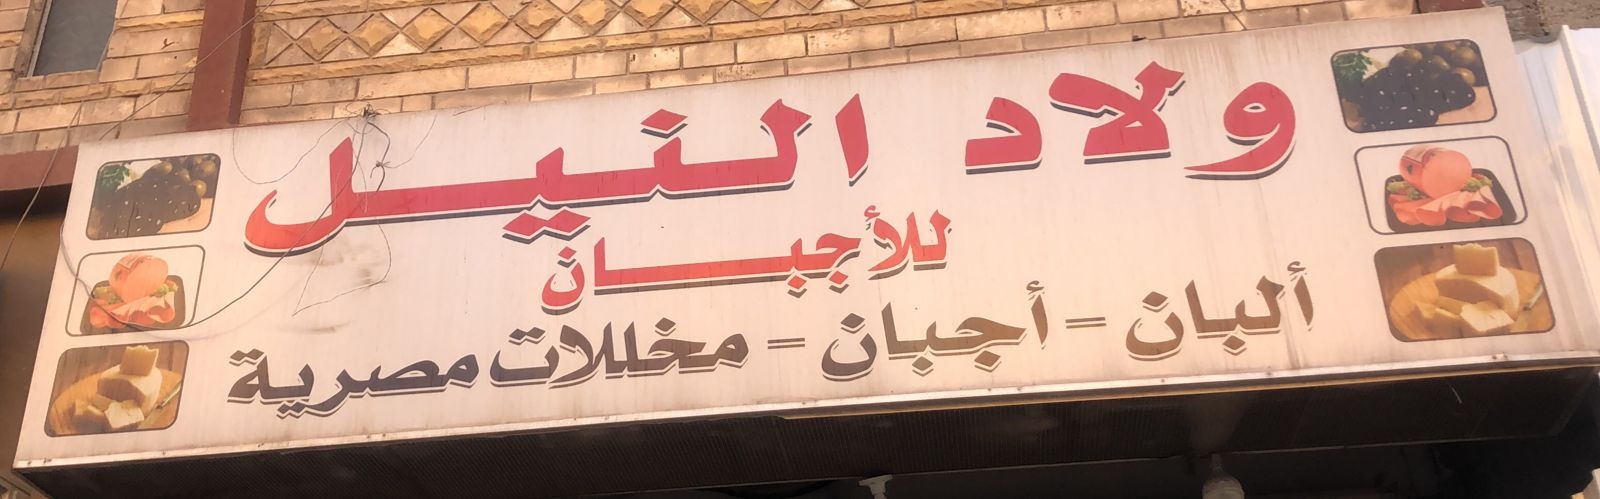 ولاد النيل
للأجبان
ألبان - أجبان - مخللات مصرية